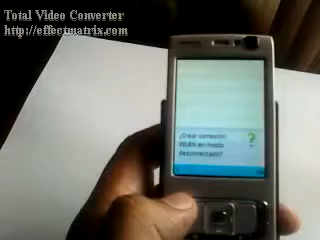 Total Video Converter
http://effectmatrix.com
¿Crear conexión
WLAN en modo
desconectado?